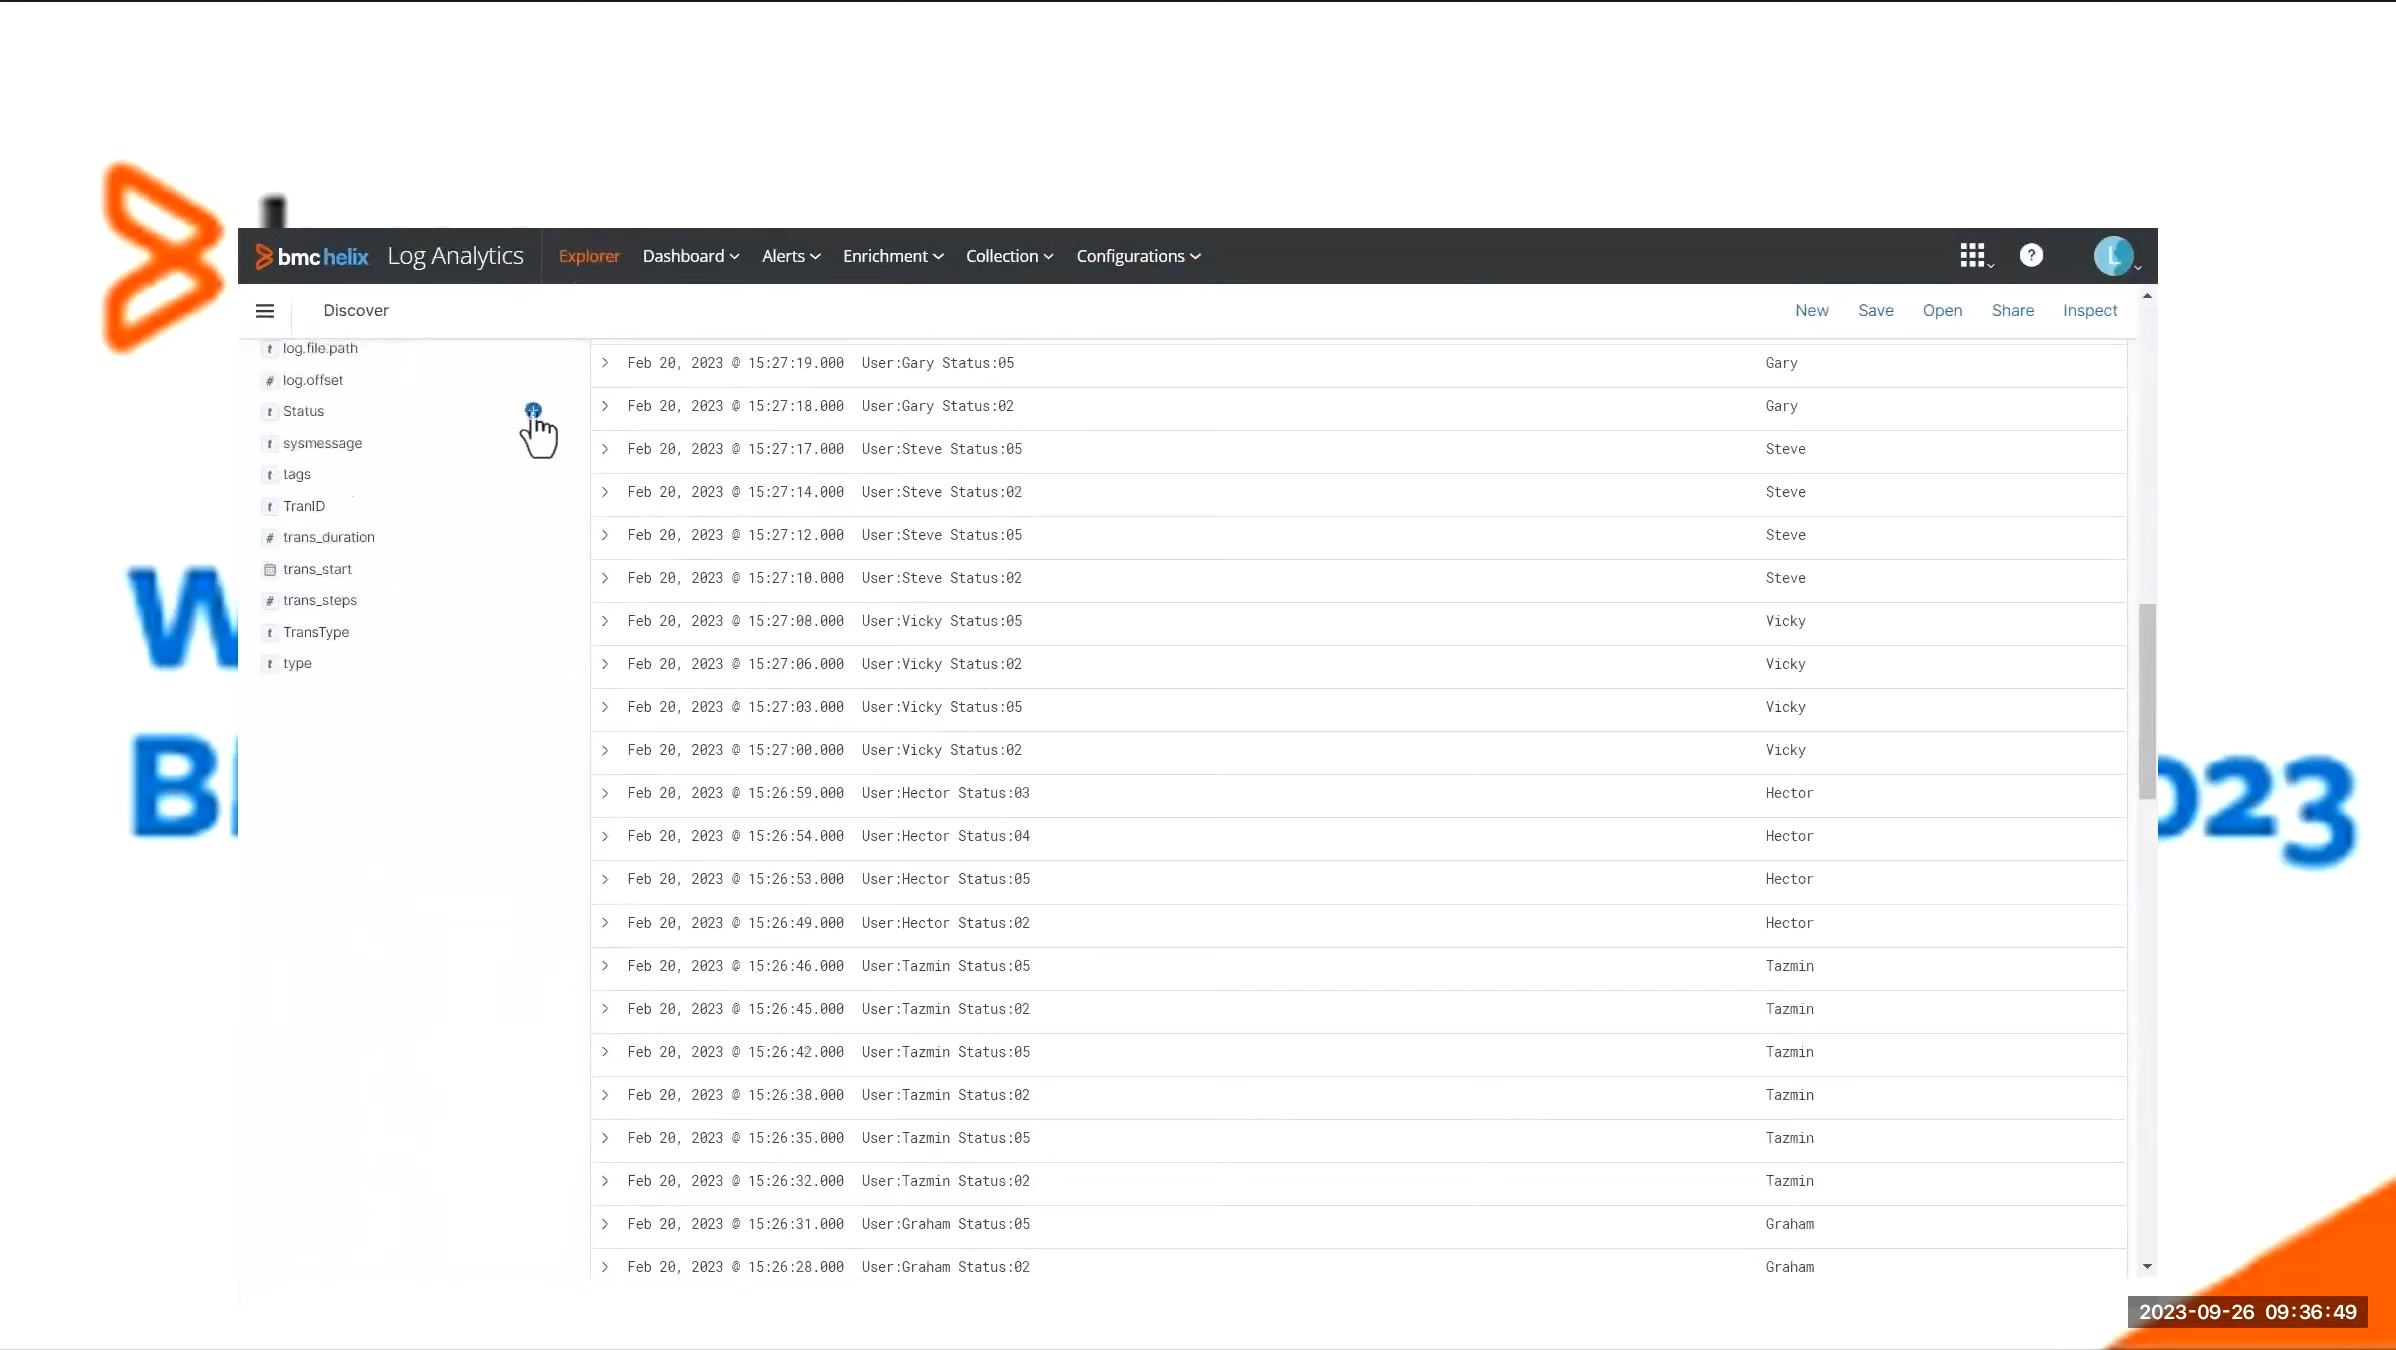 bmc helix Log Analytics Explorer Dashboard Alerts Enrichment Collection Configurations ? L
Discover New Save Open Share Inspect
t log.file.path
# log.offset
t Status
t sysmessage
t tags
t TranID
# trans_duration
trans_start
# trans_steps
t TransType
t type
Feb 20, 2023 @ 15:27:19.000 User:Gary Status:05 Gary
Feb 20, 2023 @ 15:27:18.000 User:Gary Status:02 Gary
Feb 20, 2023 @ 15:27:17.000 User:Steve Status:05 Steve
Feb 20, 2023 @ 15:27:14.000 User:Steve Status:02 Steve
Feb 20, 2023 @ 15:27:12.000 User:Steve Status:05 Steve
Feb 20, 2023 @ 15:27:10.000 User:Steve Status:02 Steve
Feb 20, 2023 @ 15:27:08.000 User:Vicky Status:05 Vicky
Feb 20, 2023 @ 15:27:06.000 User:Vicky Status:02 Vicky
Feb 20, 2023 @ 15:27:03.000 User:Vicky Status:05 Vicky
Feb 20, 2023 @ 15:27:00.000 User:Vicky Status:02 Vicky
Feb 20, 2023 @ 15:26:59.000 User:Hector Status:03 Hector
Feb 20, 2023 @ 15:26:54.000 User:Hector Status:04 Hector
Feb 20, 2023 @ 15:26:53.000 User:Hector Status:05 Hector
Feb 20, 2023 @ 15:26:49.000 User:Hector Status:02 Hector
Feb 20, 2023 @ 15:26:46.000 User:Tazmin Status:05 Tazmin
Feb 20, 2023 @ 15:26:45.000 User:Tazmin Status:02 Tazmin
Feb 20, 2023 @ 15:26:42.000 User:Tazmin Status:05 Tazmin
Feb 20, 2023 @ 15:26:38.000 User:Tazmin Status:02 Tazmin
Feb 20, 2023 @ 15:26:35.000 User:Tazmin Status:05 Tazmin
Feb 20, 2023 @ 15:26:32.000 User:Tazmin Status:02 Tazmin
Feb 20, 2023 @ 15:26:31.000 User:Graham Status:05 Graham
Feb 20, 2023 @ 15:26:28.000 User:Graham Status:02 Graham
2023-09-26 09:36:49